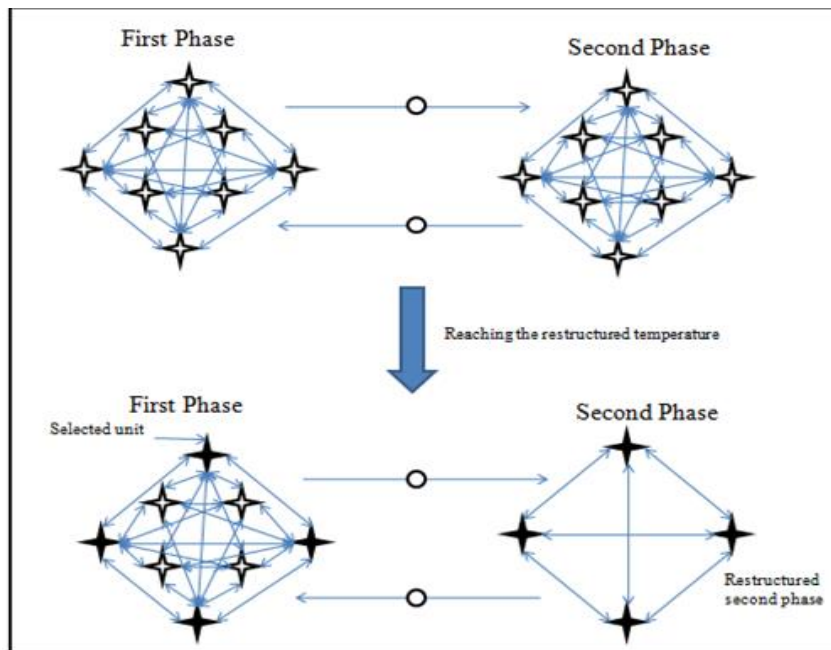 First Phase
Second Phase
Reaching the restructured temperature
First Phase
Second Phase
Selected unit
Restructured
second phase